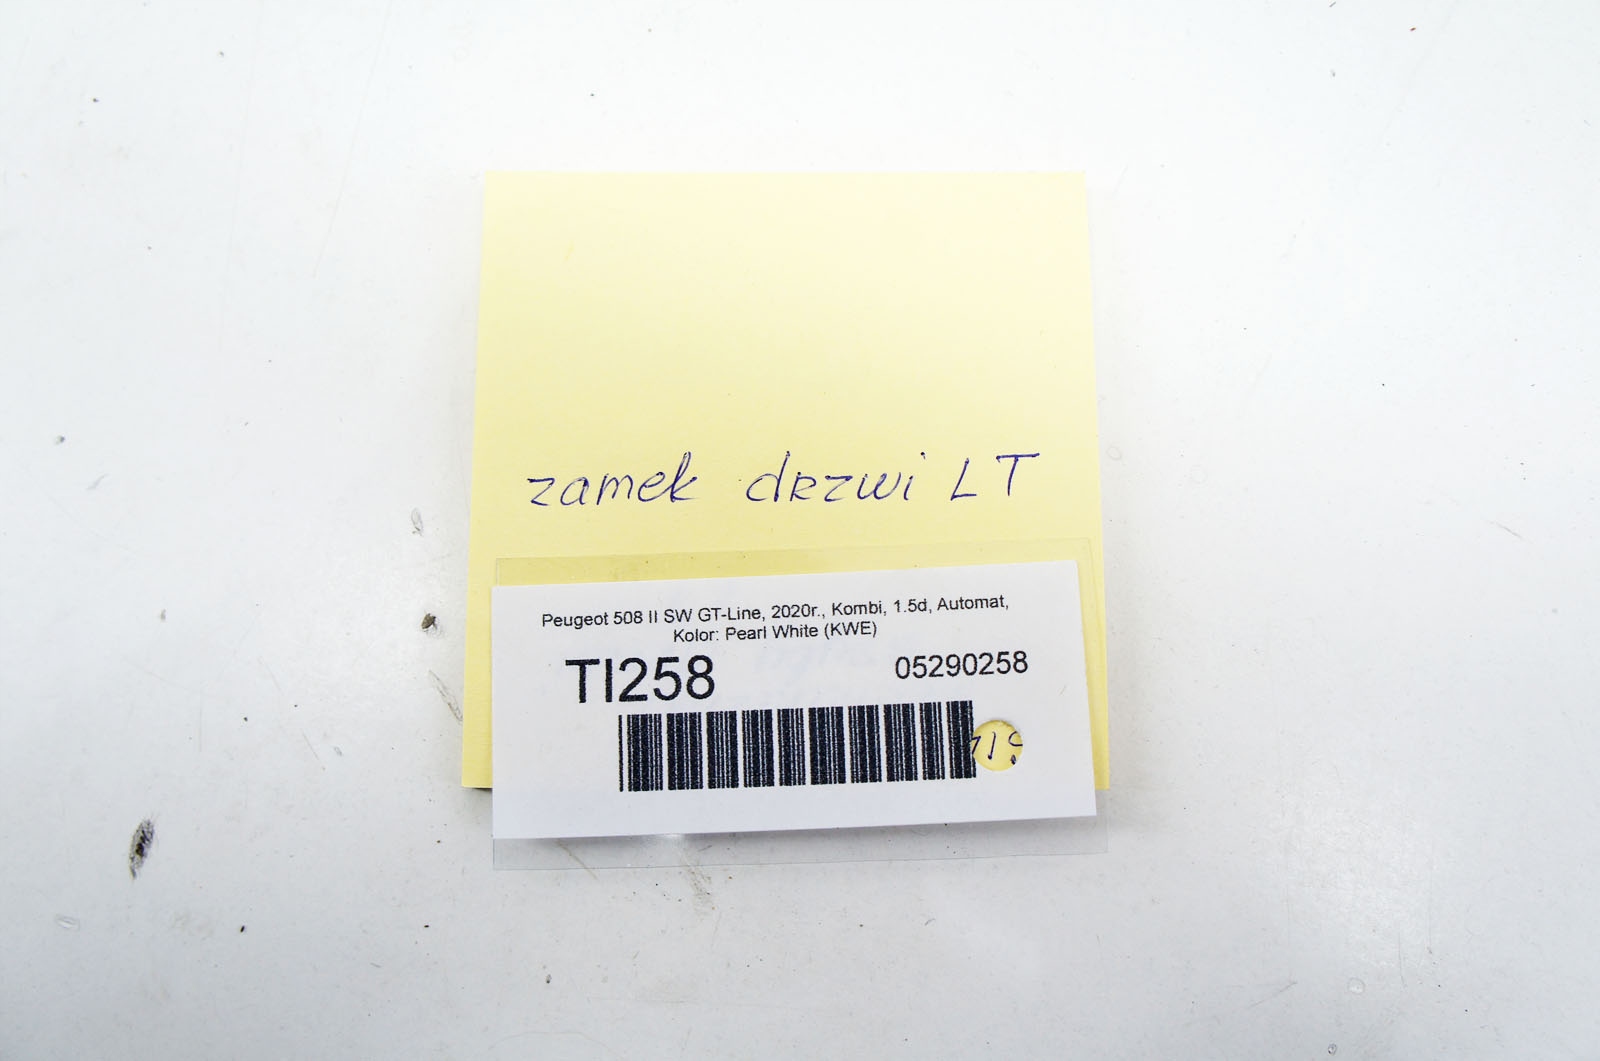 zamek drzwi LT
Peugeot 508 II SW GT-Line, 2020r., Kombi, 1.5d, Automat,
Kolor: Pearl White (KWE)
TI258 05290258